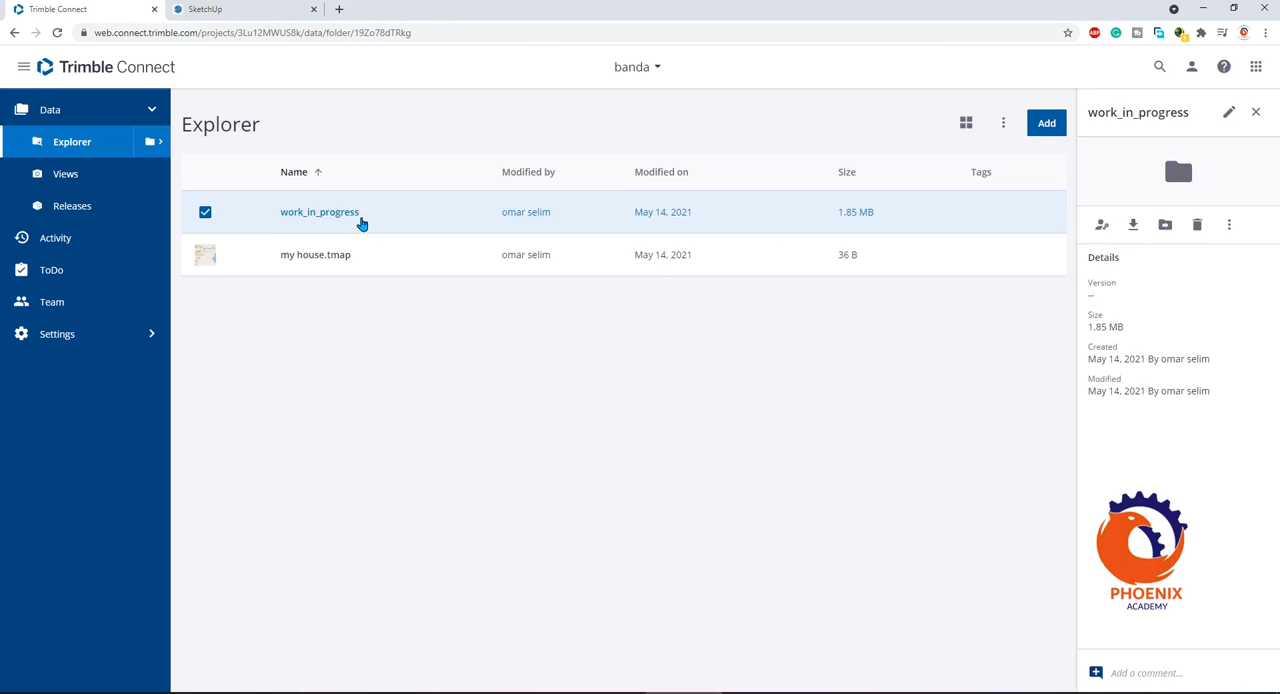 Trimble Connect
SketchUp
web.connect.trimble.com/projects/3Lu12MWUS8k/data/folder/19Zo78dTRkg
ABP
Trimble Connect
banda
Data
Explorer
Views
Releases
Activity
ToDo
Team
Settings
Explorer
Add
Name Modified by Modified on Size Tags
work_in_progress omar selim May 14, 2021 1.85 MB
my house.tmap omar selim May 14, 2021 36 B
work_in_progress
Details
Version
--
Size
1.85 MB
Created
May 14, 2021 By omar selim
Modified
May 14, 2021 By omar selim
PHOENIX
ACADEMY
Add a comment...